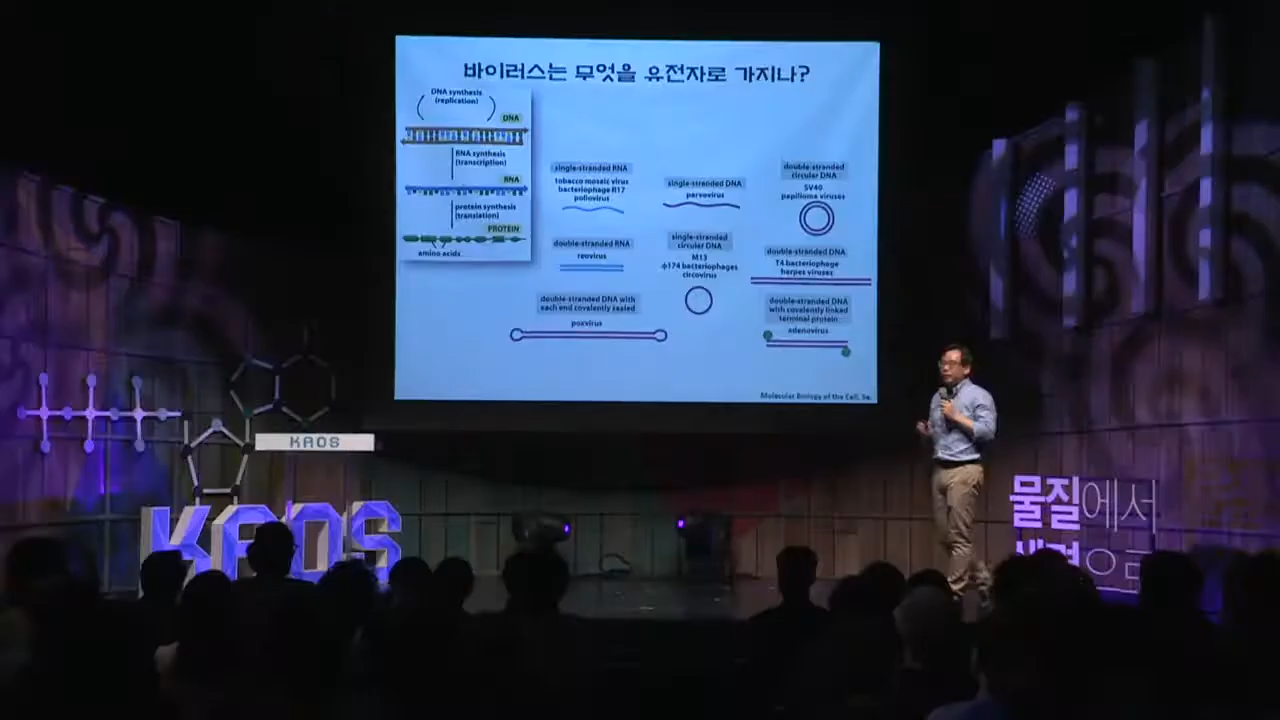 바이러스는 무엇을 유전자로 가지나?
DNA synthesis
(replication)
DNA
RNA synthesis
(transcription)
RNA
protein synthesis
(translation)
PROTEIN
amino acids
single-stranded RNA
tobacco mosaic virus
bacteriophage R17
poliovirus
double-stranded RNA
reovirus
double-stranded DNA with
each end covalently sealed
poxvirus
single-stranded DNA
parvovirus
single-stranded
circular DNA
M13
ϕ174 bacteriophages
circovirus
double-stranded
circular DNA
SV40
papilloma viruses
double-stranded DNA
T4 bacteriophage
herpes viruses
double-stranded DNA
with covalently linked
terminal protein
adenovirus
Molecular Biology of the Cell, 5e.
KAOS
KAOS
물질에서
생명으로